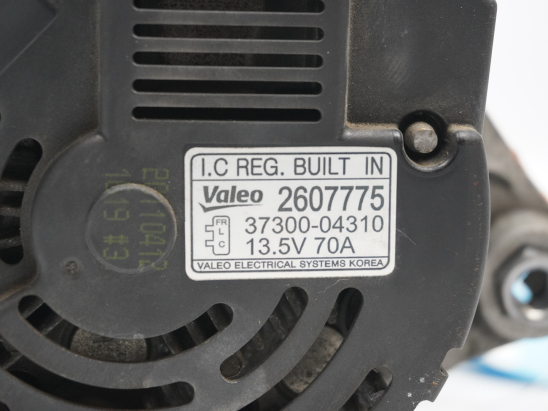 I.C REG. BUILT IN
Valeo 2607775
FR
L 37300-04310
C 13.5V 70A
VALEO ELECTRICAL SYSTEMS KOREA